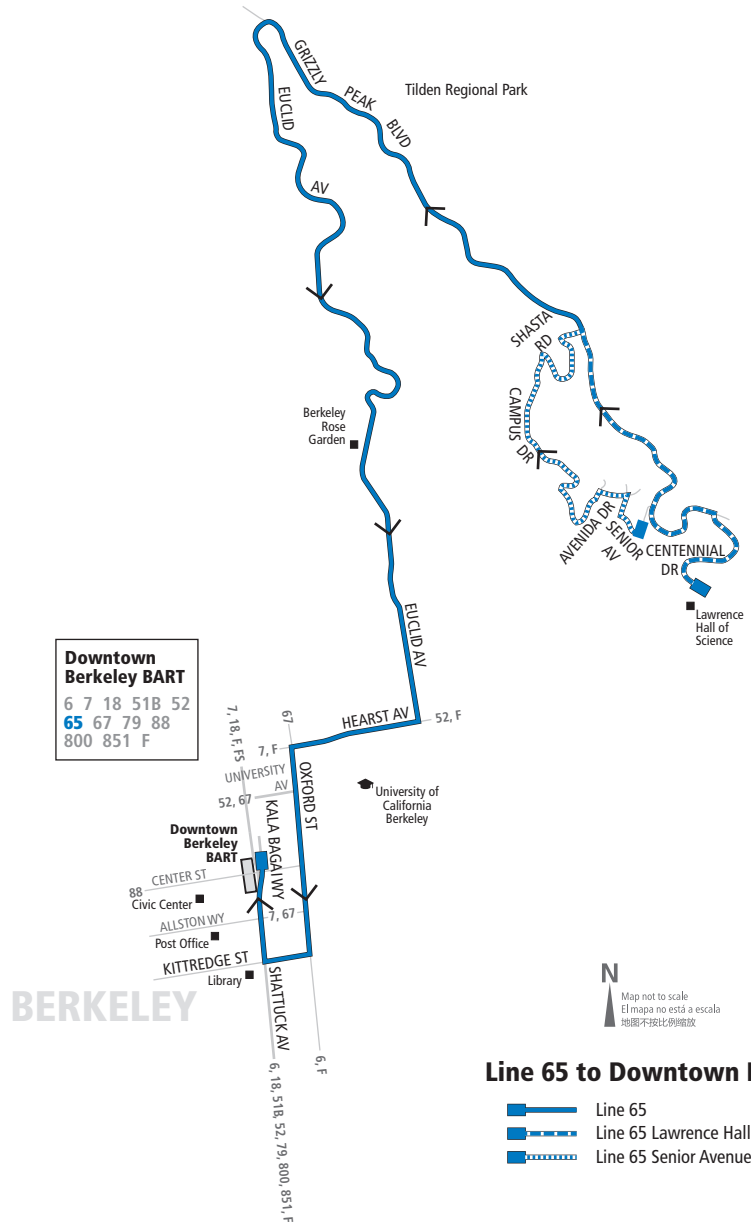 GRIZZLY
PEAK
BLVD
Tilden Regional Park
EUCLID
AV
SHASTA
RD
CAMPUS
DR
Berkeley
Rose
Garden
AVENIDA DR
SENIOR
AV
CENTENNIAL
DR
Lawrence
Hall of
Science
EUCLID AV
Downtown
Berkeley BART
6 7 18 51B 52
65 67 79 88
800 851 F
7, 18, F, FS
67
HEARST AV
52, F
7, F
UNIVERSITY
AV
OXFORD ST
52, 67
KALA BAGAI WY
University of
California
Berkeley
Downtown
Berkeley
BART
CENTER ST
88
Civic Center
ALLSTON WY
7, 67
Post Office
KITTREDGE ST
Library
SHATTUCK AV
BERKELEY
6, F
6, 18, 51B, 52, 79, 800, 851, F
N
Map not to scale
El mapa no está a escala
地图不按比例缩放
Line 65 to Downtown
Line 65
Line 65 Lawrence Hall
Line 65 Senior Avenue